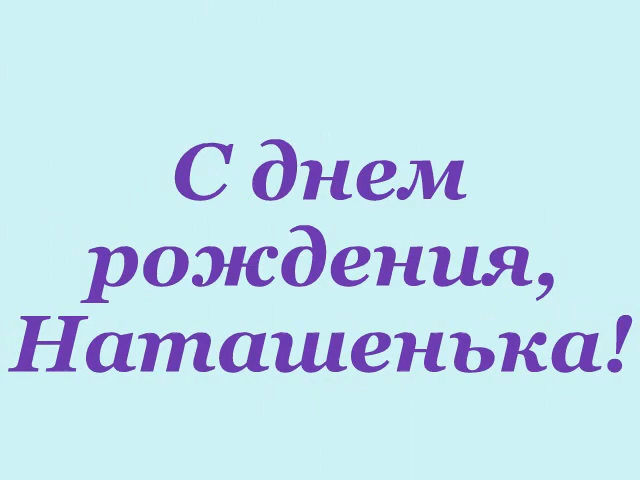 С днем
рождения,
Наташенька!